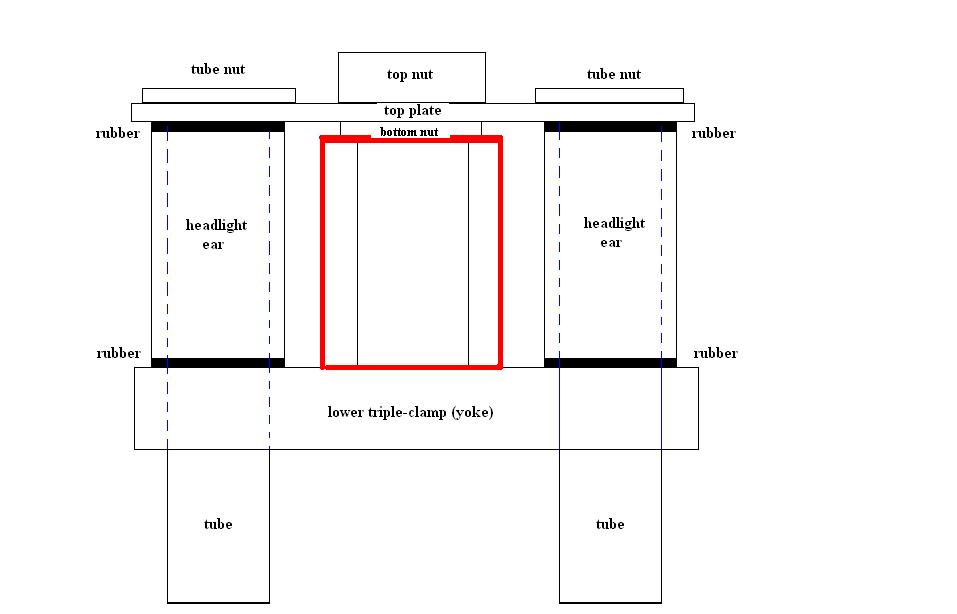 tube nut
top nut
tube nut
top plate
rubber
bottom nut
rubber
headlight
ear
headlight
ear
rubber
rubber
lower triple-clamp (yoke)
tube
tube